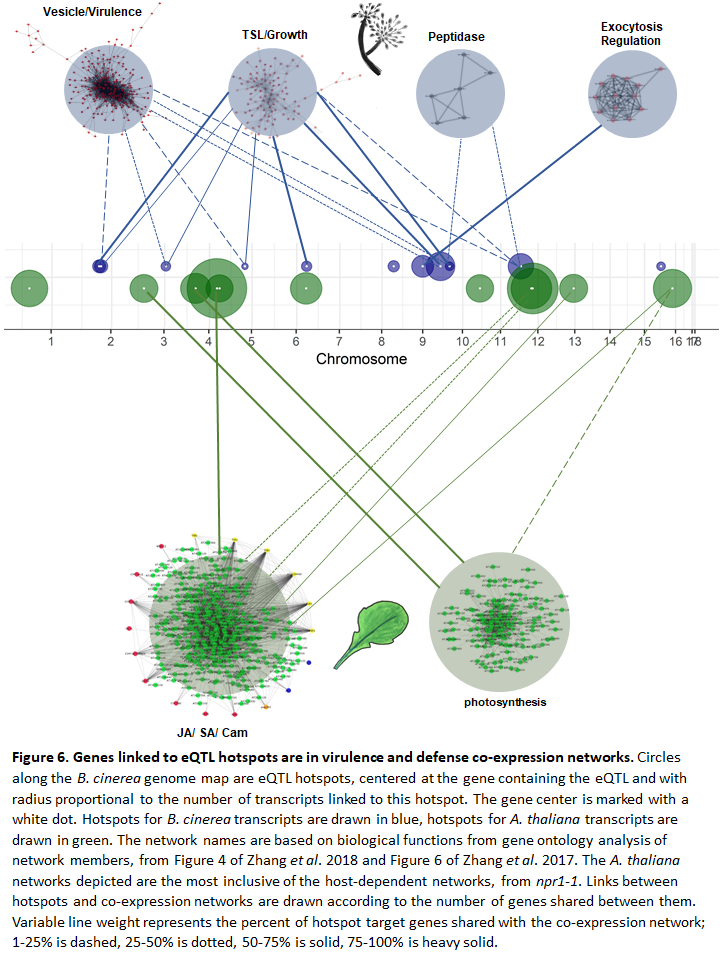 Vesicle/Virulence
TSL/Growth
Peptidase
Exocytosis
Regulation
1 2 3 4 5 6 7 8 9 10 11 12 13 14 15 16 17 18
Chromosome
JA/ SA/ Cam
photosynthesis
Figure 6. Genes linked to eQTL hotspots are in virulence and defense co-expression networks. Circles
along the B. cinerea genome map are eQTL hotspots, centered at the gene containing the eQTL and with
radius proportional to the number of transcripts linked to this hotspot. The gene center is marked with a
white dot. Hotspots for B. cinerea transcripts are drawn in blue, hotspots for A. thaliana transcripts are
drawn in green. The network names are based on biological functions from gene ontology analysis of
network members, from Figure 4 of Zhang et al. 2018 and Figure 6 of Zhang et al. 2017. The A. thaliana
networks depicted are the most inclusive of the host-dependent networks, from npr1-1. Links between
hotspots and co-expression networks are drawn according to the number of genes shared between them.
Variable line weight represents the percent of hotspot target genes shared with the co-expression network;
1-25% is dashed, 25-50% is dotted, 50-75% is solid, 75-100% is heavy solid.